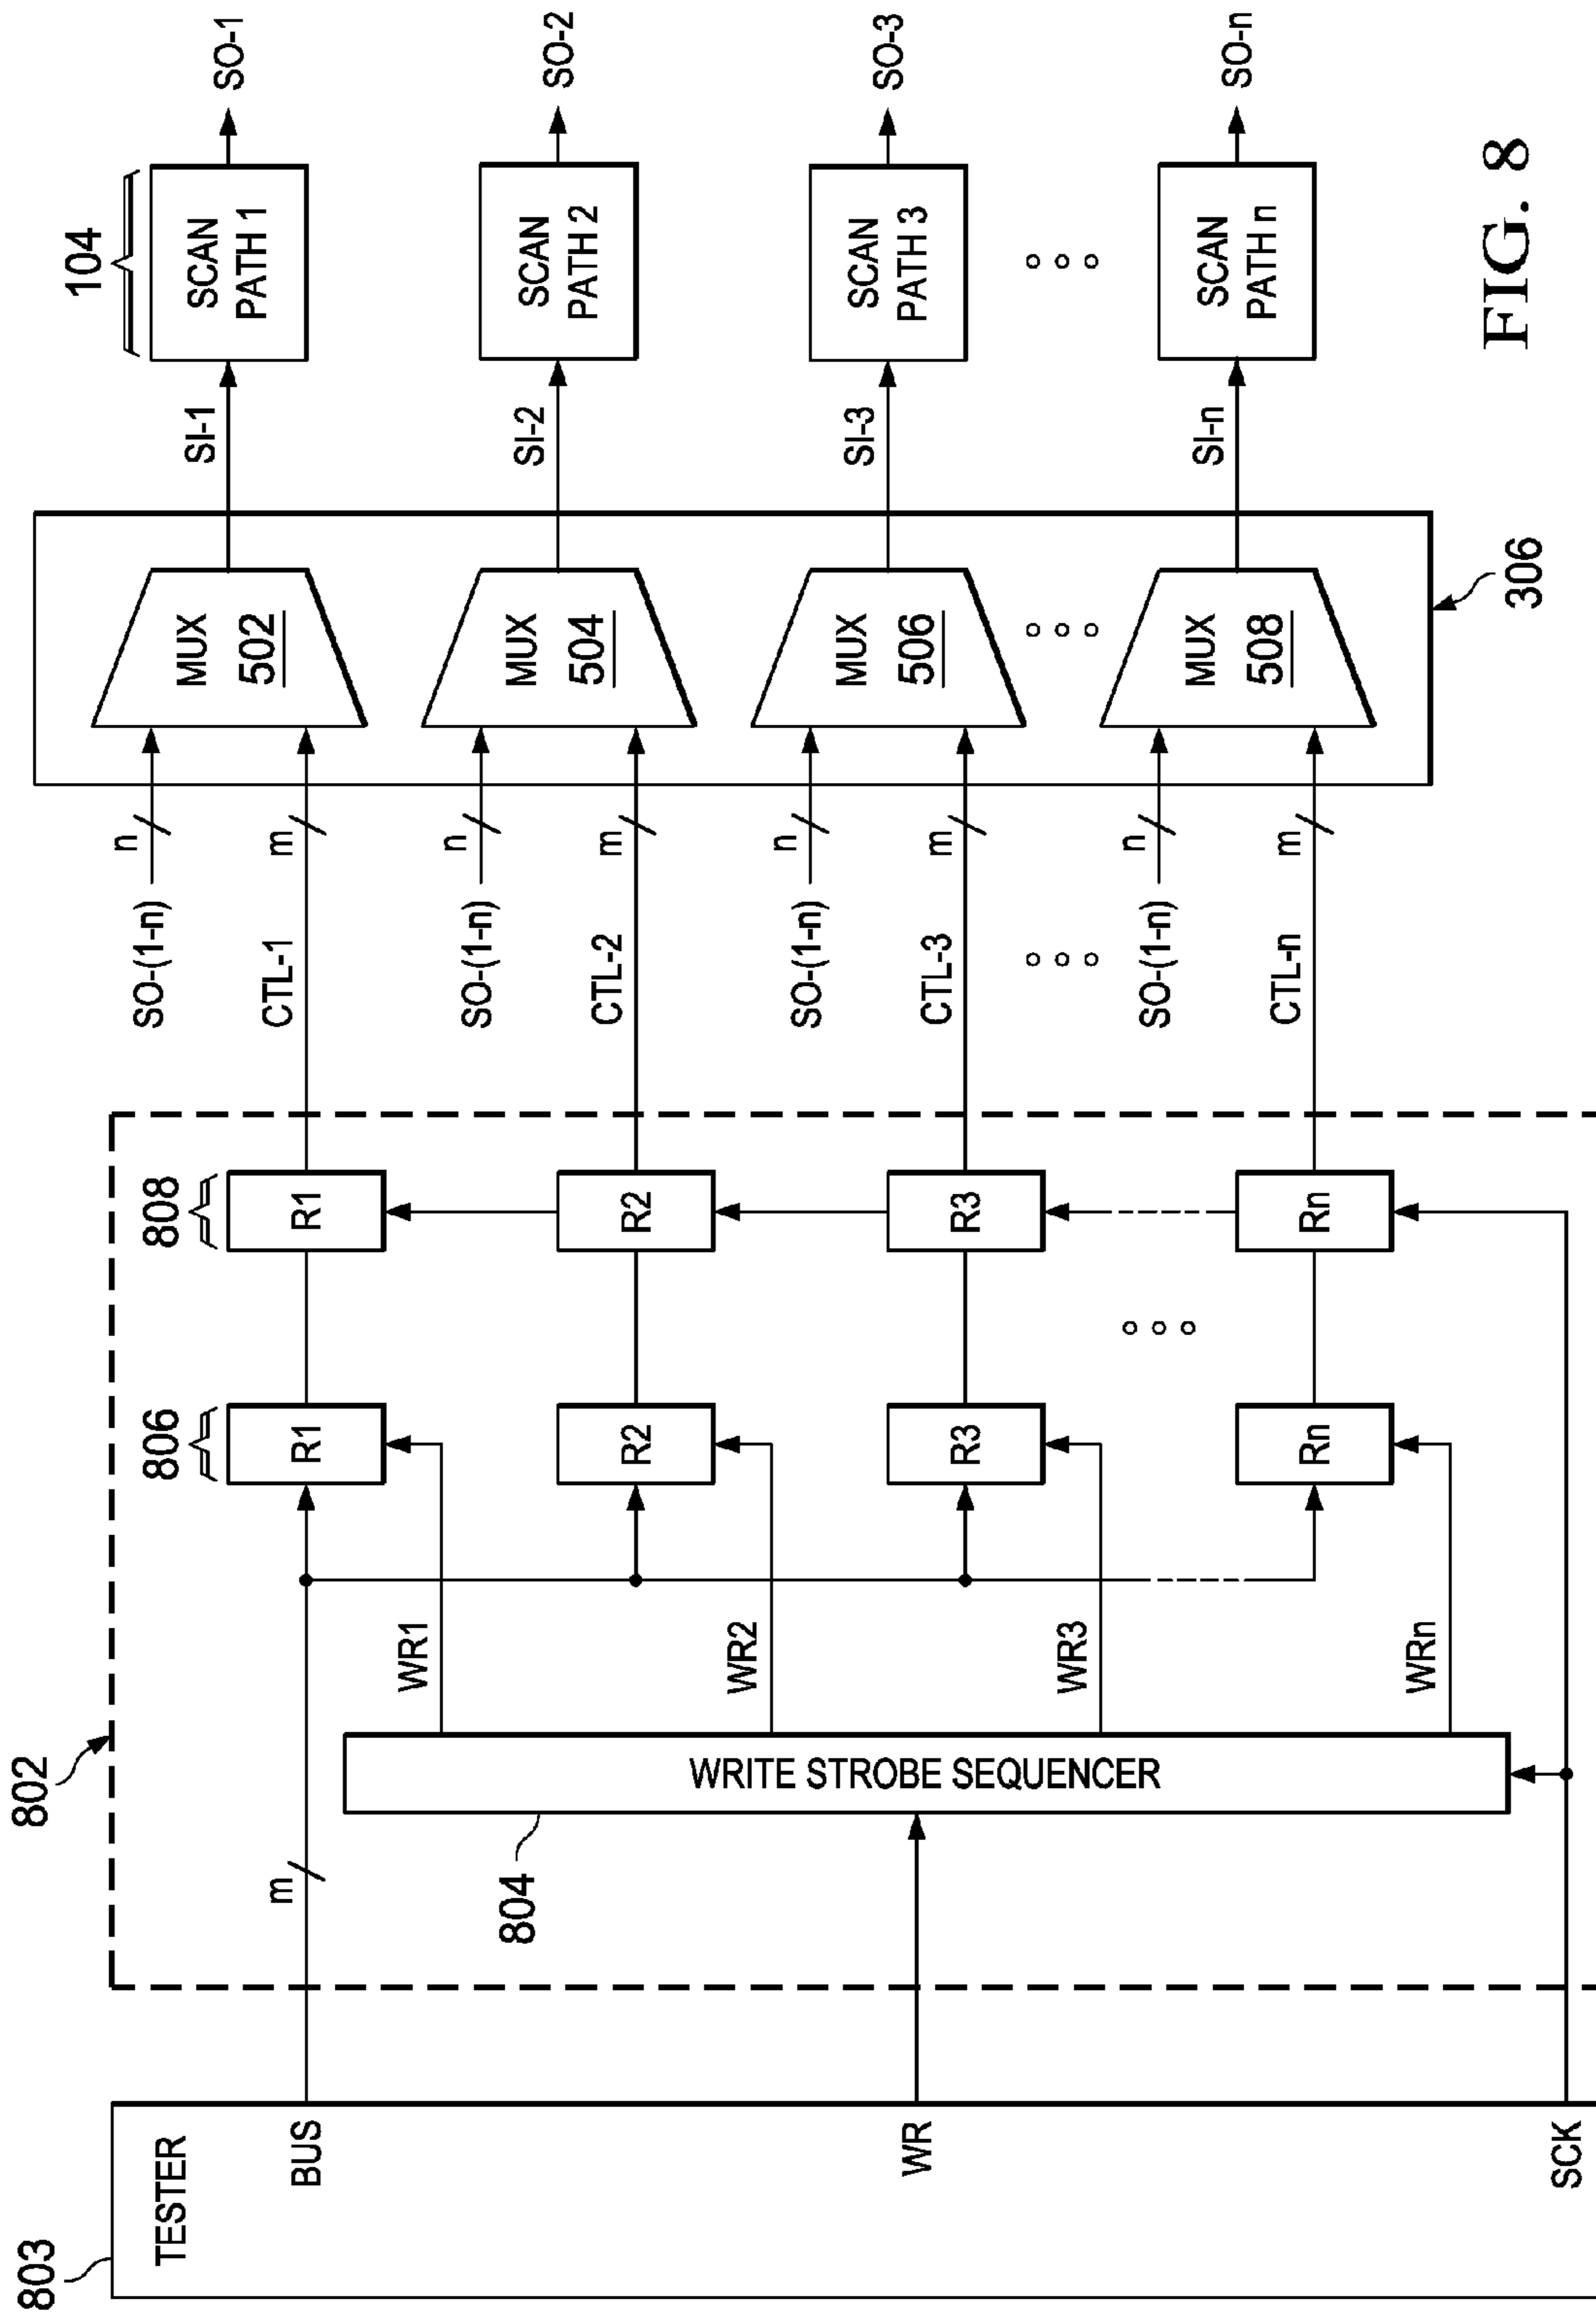 803
TESTER
BUS
WR
SCK
802
m
804
WRITE STROBE SEQUENCER
WR1
WR2
WR3
WRn
806
R1
R2
R3
Rn
808
R1
R2
R3
Rn
SO-(1-n)
n
CTL-1
m
SO-(1-n)
n
CTL-2
m
SO-(1-n)
n
CTL-3
m
SO-(1-n)
n
CTL-n
m
MUX
502
MUX
504
MUX
506
MUX
508
306
SI-1
SI-2
SI-3
SI-n
104
SCAN
PATH 1
SCAN
PATH 2
SCAN
PATH 3
SCAN
PATH n
SO-1
SO-2
SO-3
SO-n
FIG. 8